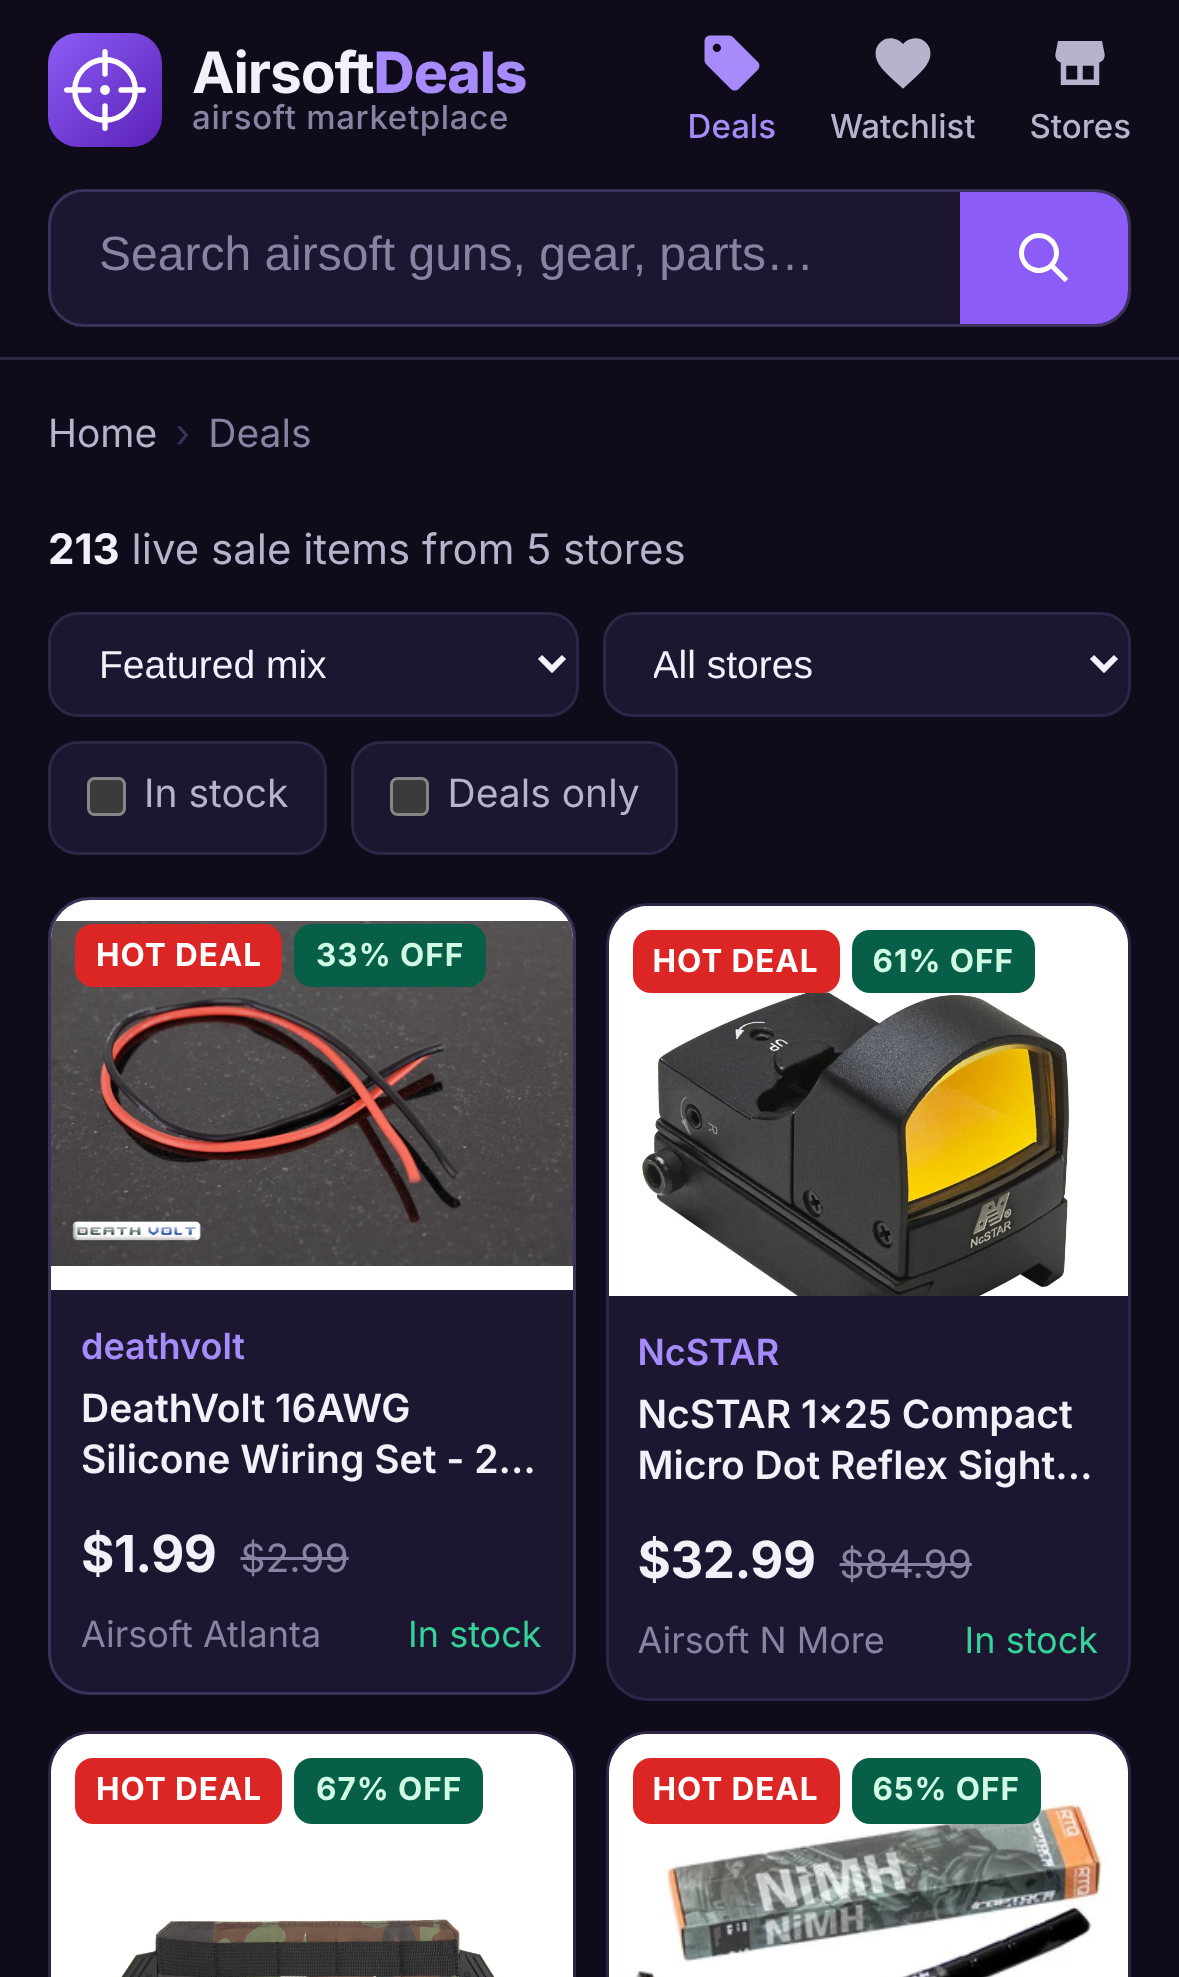 AirsoftDeals
airsoft marketplace
Deals
Watchlist
Stores
Search airsoft guns, gear, parts...
Home › Deals
213 live sale items from 5 stores
Featured mix
All stores
In stock
Deals only
HOT DEAL
33% OFF
DEATH VOLT
deathvolt
DeathVolt 16AWG
Silicone Wiring Set - 2...
$1.99 $2.99
Airsoft Atlanta
In stock
HOT DEAL
61% OFF
UP
R
NcSTAR
NcSTAR
NcSTAR 1×25 Compact
Micro Dot Reflex Sight...
$32.99 $84.99
Airsoft N More
In stock
HOT DEAL
67% OFF
HOT DEAL
65% OFF
RTG
NiMH
NiMH
RTG